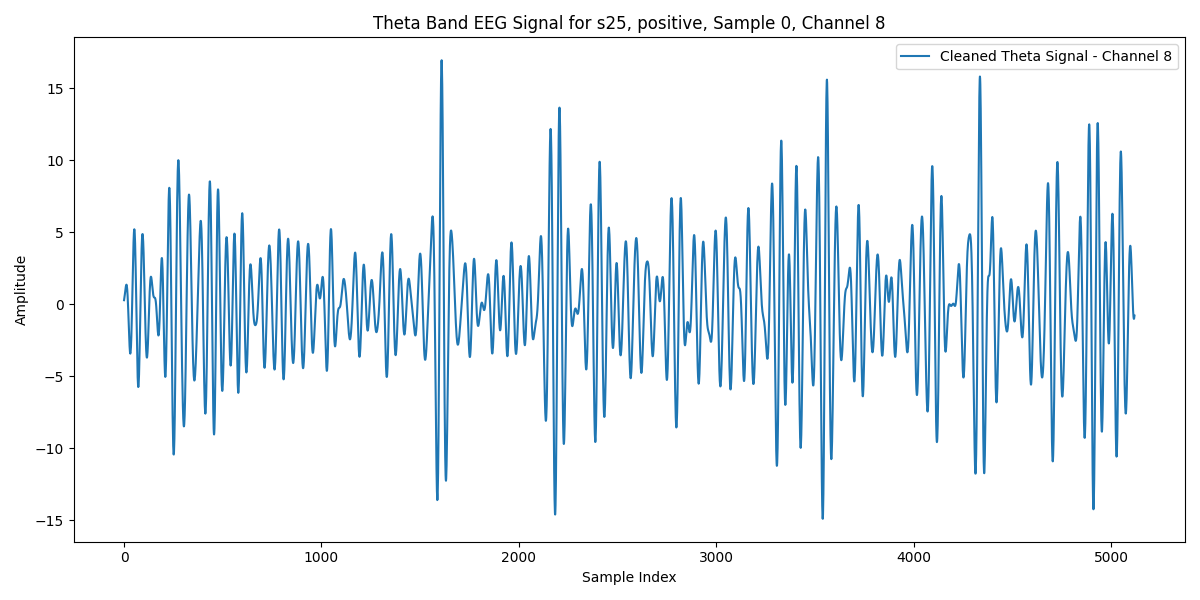 Theta Band EEG Signal for s25, positive, Sample 0, Channel 8
Cleaned Theta Signal - Channel 8
15
10
5
0
−5
−10
−15
Amplitude
0 1000 2000 3000 4000 5000
Sample Index